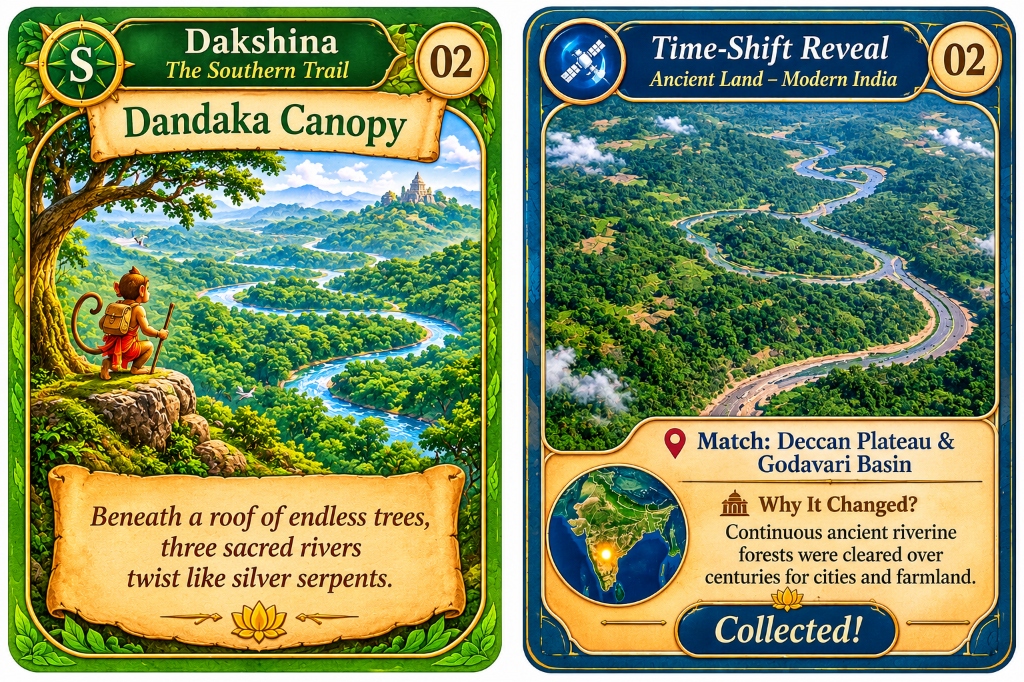 S
Dakshina
The Southern Trail
02
Dandaka Canopy
Beneath a roof of endless trees,
three sacred rivers
twist like silver serpents.
Time-Shift Reveal
Ancient Land – Modern India
02
Match: Deccan Plateau &
Godavari Basin
Why It Changed?
Continuous ancient riverine
forests were cleared over
centuries for cities and farmland.
Collected!